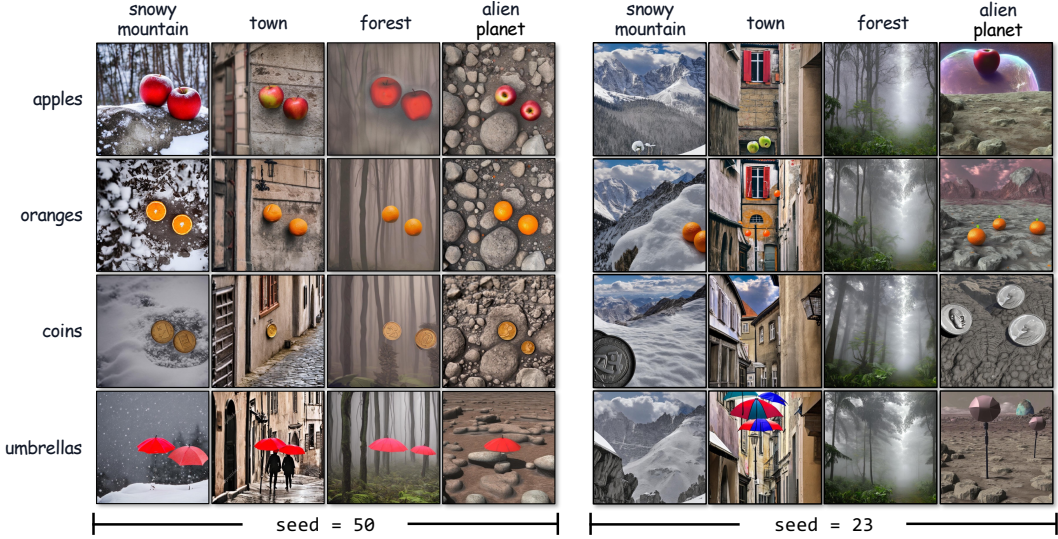 snowy
mountain
town
forest
alien
planet
snowy
mountain
town
forest
alien
planet
apples
oranges
coins
umbrellas
seed = 50
seed = 23